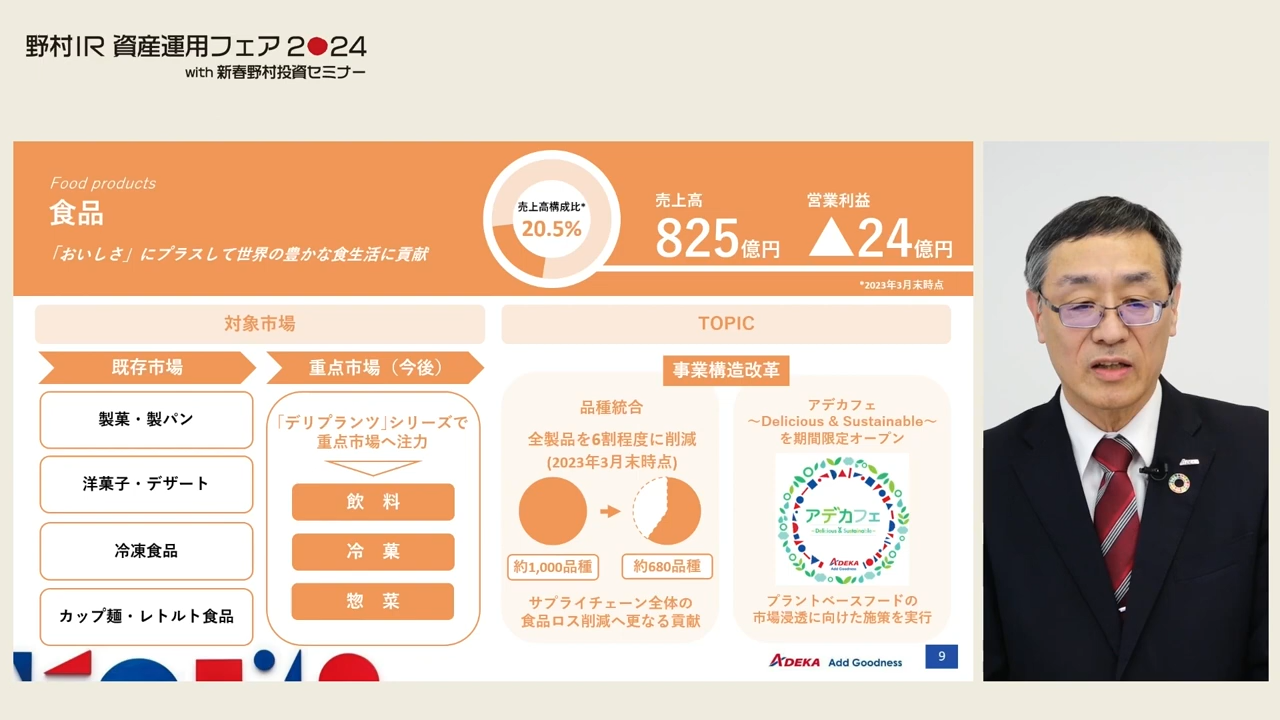 野村IR 資産運用フェア 2024
with 新春野村投資セミナー
Food products
食品
「おいしさ」にプラスして世界の豊かな食生活に貢献
売上高構成比*
20.5%
売上高
825億円
営業利益
▲24億円
*2023年3月末時点
対象市場
既存市場
製菓・製パン
洋菓子・デザート
冷凍食品
カップ麺・レトルト食品
重点市場（今後）
「デリプランツ」シリーズで
重点市場へ注力
飲 料
冷 菓
惣 菜
TOPIC
事業構造改革
品種統合
全製品を6割程度に削減
(2023年3月末時点)
約1,000品種
約680品種
サプライチェーン全体の
食品ロス削減へ更なる貢献
アデカフェ
～Delicious & Sustainable～
を期間限定オープン
アデカフェ
~Delicious & Sustainable~
ADEKA
Add Goodness
プラントベースフードの
市場浸透に向けた施策を実行
ADEKA Add Goodness
9